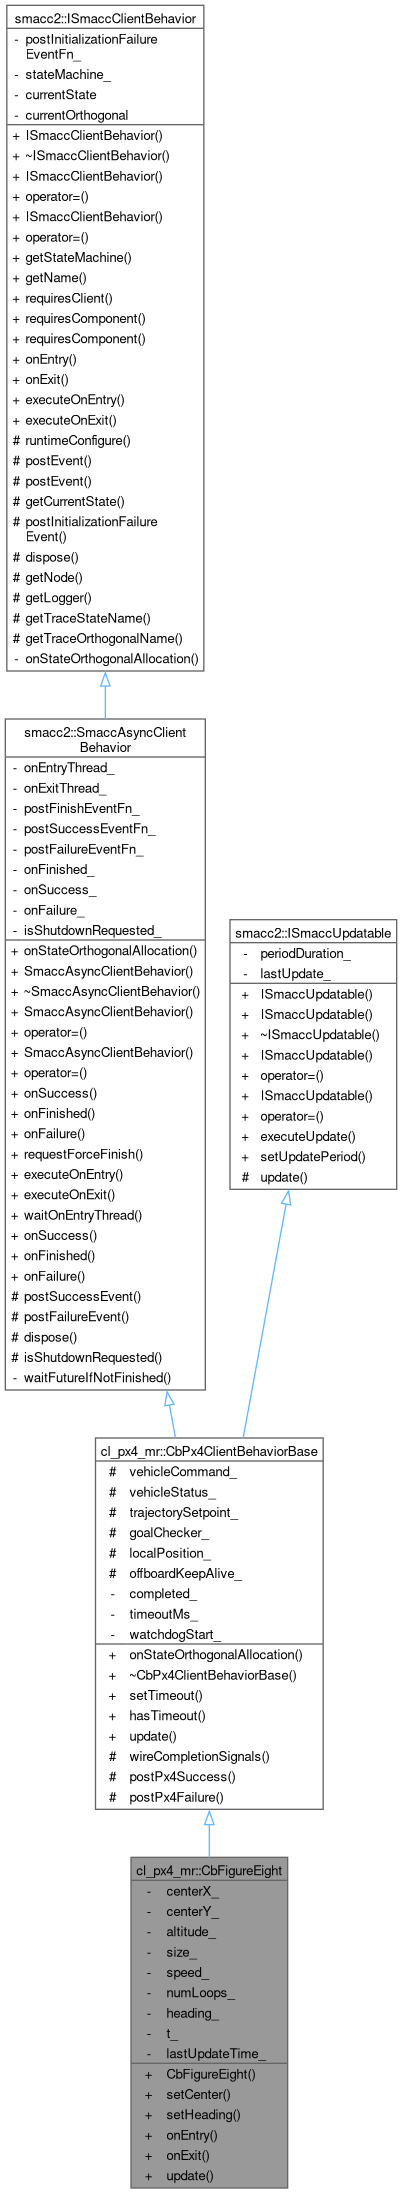 smacc2::ISmaccClientBehavior
- postInitializationFailure
EventFn_
- stateMachine_
- currentState
- currentOrthogonal
+ ISmaccClientBehavior()
+ ~ISmaccClientBehavior()
+ ISmaccClientBehavior()
+ operator=()
+ ISmaccClientBehavior()
+ operator=()
+ getStateMachine()
+ getName()
+ requiresClient()
+ requiresComponent()
+ requiresComponent()
+ onEntry()
+ onExit()
+ executeOnEntry()
+ executeOnExit()
# runtimeConfigure()
# postEvent()
# postEvent()
# getCurrentState()
# postInitializationFailure
Event()
# dispose()
# getNode()
# getLogger()
# getTraceStateName()
# getTraceOrthogonalName()
- onStateOrthogonalAllocation()
smacc2::SmaccAsyncClient
Behavior
- onEntryThread_
- onExitThread_
- postFinishEventFn_
- postSuccessEventFn_
- postFailureEventFn_
- onFinished_
- onSuccess_
- onFailure_
- isShutdownRequested_
+ onStateOrthogonalAllocation()
+ SmaccAsyncClientBehavior()
+ ~SmaccAsyncClientBehavior()
+ SmaccAsyncClientBehavior()
+ operator=()
+ SmaccAsyncClientBehavior()
+ operator=()
+ onSuccess()
+ onFinished()
+ onFailure()
+ requestForceFinish()
+ executeOnEntry()
+ executeOnExit()
+ waitOnEntryThread()
+ onSuccess()
+ onFinished()
+ onFailure()
# postSuccessEvent()
# postFailureEvent()
# dispose()
# isShutdownRequested()
- waitFutureIfNotFinished()
smacc2::ISmaccUpdatable
- periodDuration_
- lastUpdate_
+ ISmaccUpdatable()
+ ISmaccUpdatable()
+ ~ISmaccUpdatable()
+ ISmaccUpdatable()
+ operator=()
+ ISmaccUpdatable()
+ operator=()
+ executeUpdate()
+ setUpdatePeriod()
# update()
cl_px4_mr::CbPx4ClientBehaviorBase
# vehicleCommand_
# vehicleStatus_
# trajectorySetpoint_
# goalChecker_
# localPosition_
# offboardKeepAlive_
- completed_
- timeoutMs_
- watchdogStart_
+ onStateOrthogonalAllocation()
+ ~CbPx4ClientBehaviorBase()
+ setTimeout()
+ hasTimeout()
+ update()
# wireCompletionSignals()
# postPx4Success()
# postPx4Failure()
cl_px4_mr::CbFigureEight
- centerX_
- centerY_
- altitude_
- size_
- speed_
- numLoops_
- heading_
- t_
- lastUpdateTime_
+ CbFigureEight()
+ setCenter()
+ setHeading()
+ onEntry()
+ onExit()
+ update()